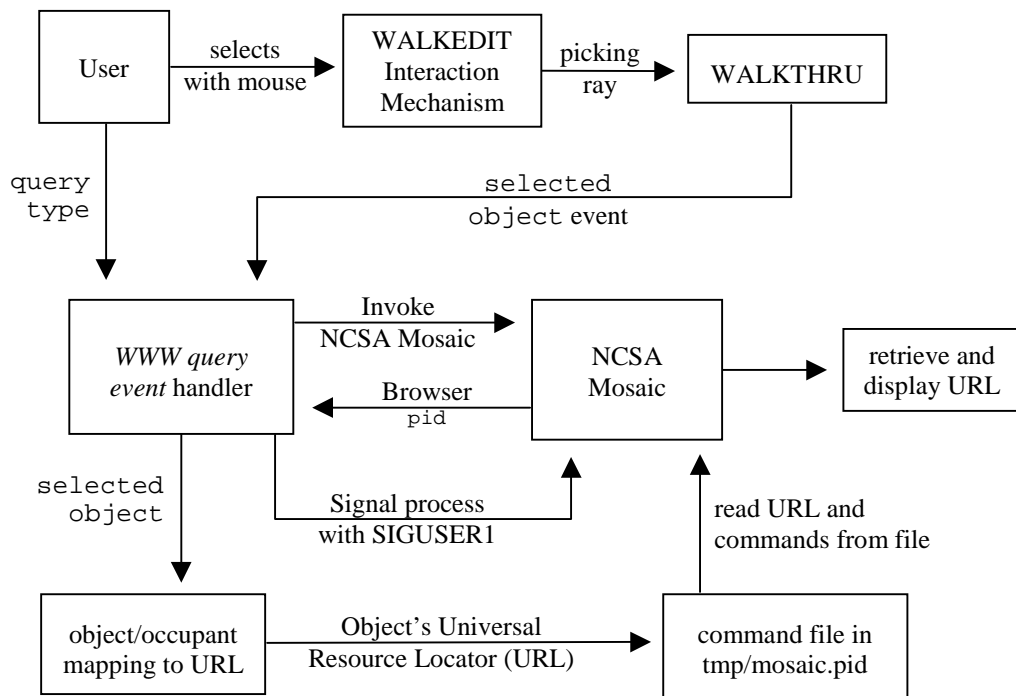 User
selects
with mouse
WALKEDIT
Interaction
Mechanism
picking
ray
WALKTHRU
query
type
selected
object event
WWW query
event handler
Invoke
NCSA Mosaic
Browser
pid
NCSA
Mosaic
retrieve and
display URL
selected
object
Signal process
with SIGUSER1
read URL and
commands from file
object/occupant
mapping to URL
Object's Universal
Resource Locator (URL)
command file in
tmp/mosaic.pid